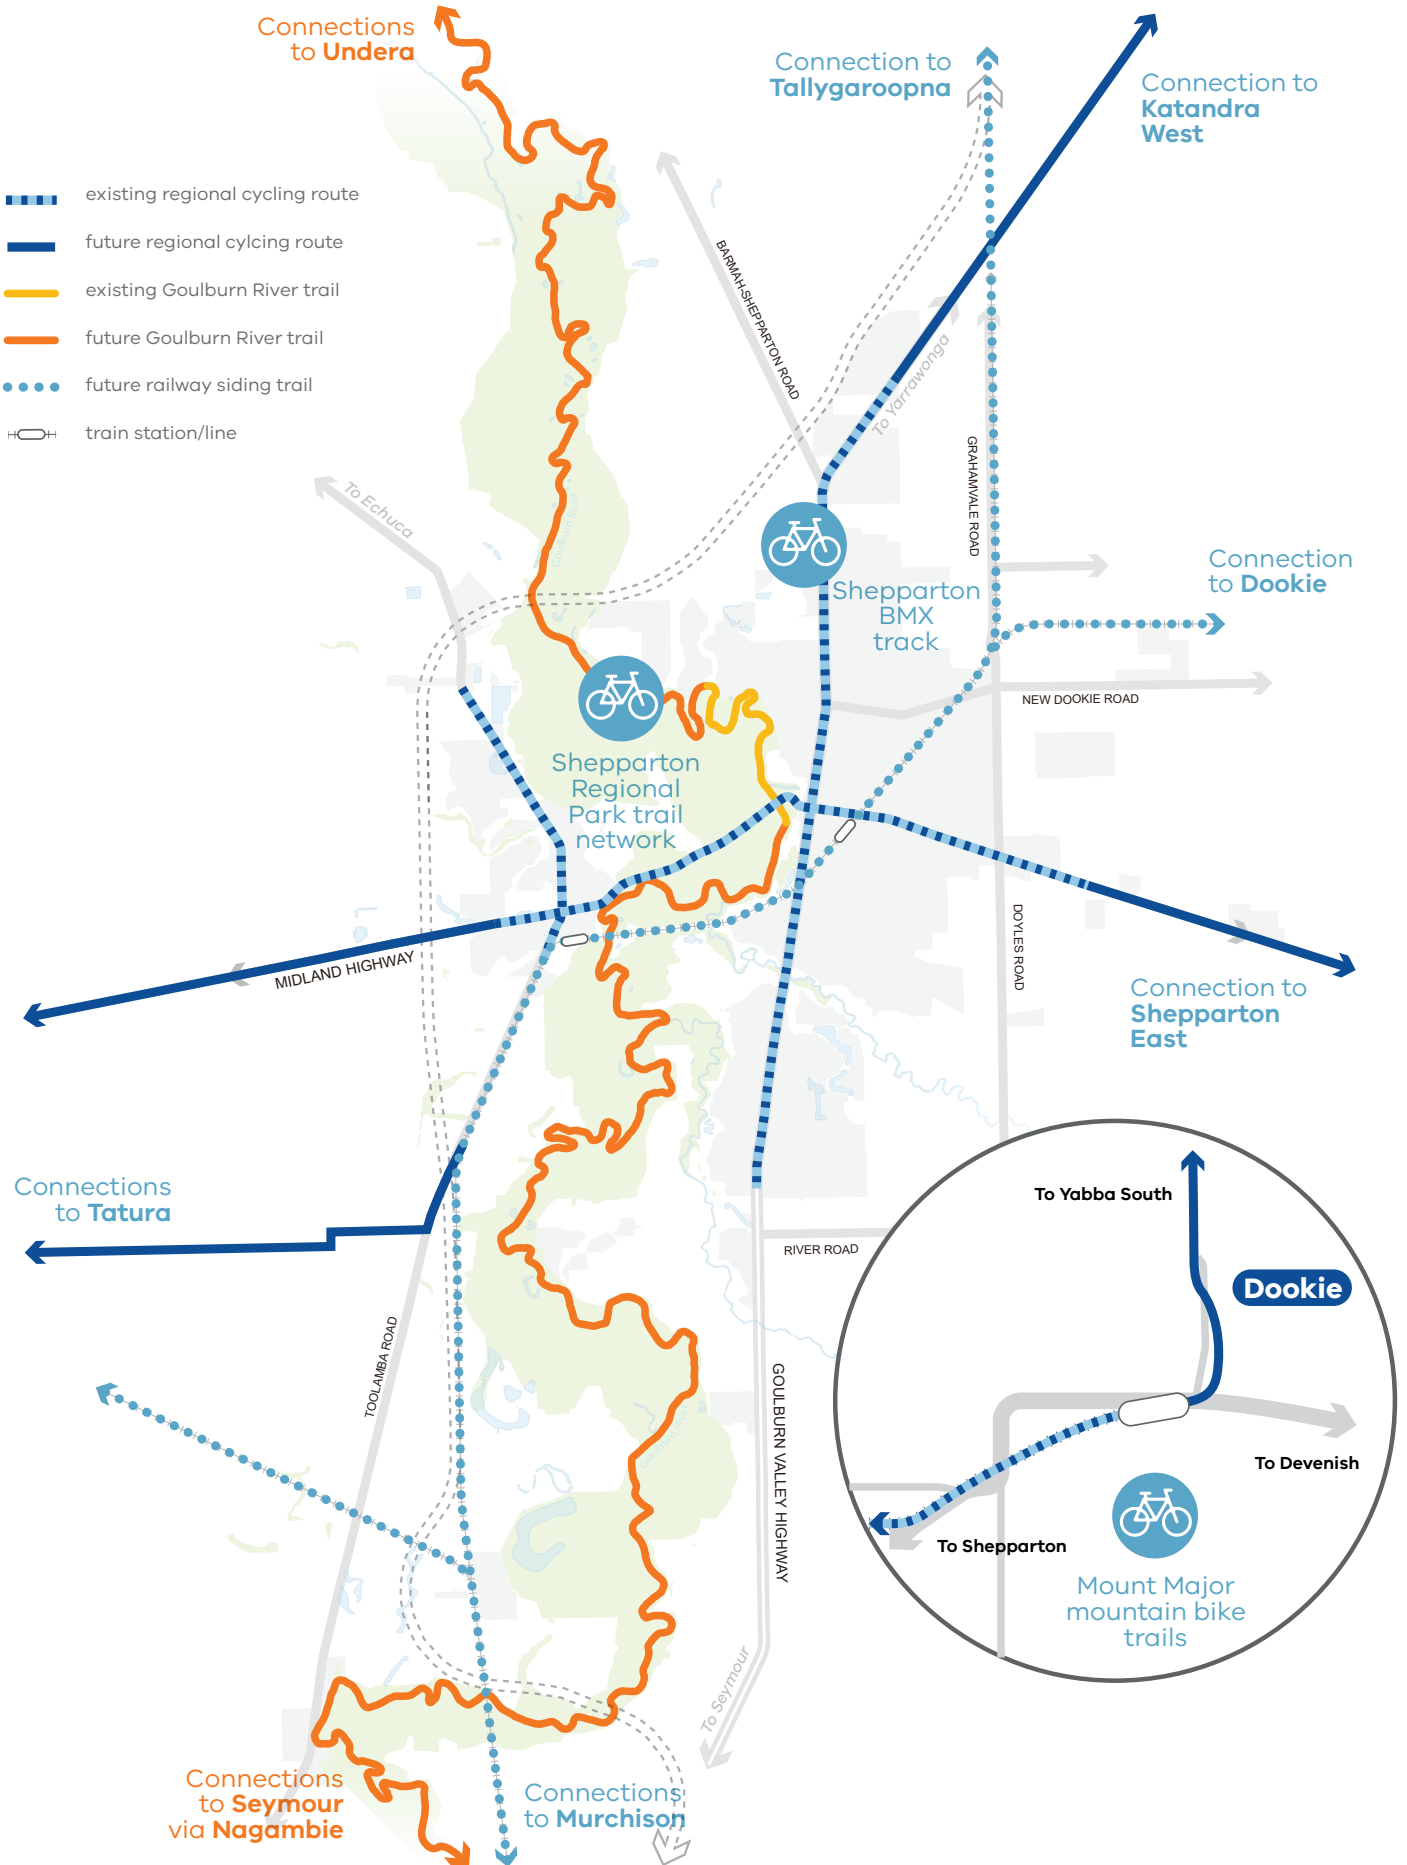 Connections
to Undera
Connection to
Tallygaroopna
Connection to
Katandra
West
existing regional cycling route
future regional cylcing route
existing Goulburn River trail
future Goulburn River trail
future railway siding trail
train station/line
BARMAH-SHEPPARTON ROAD
To Yarrawonga
GRAHAMVALE ROAD
To Echuca
Goulburn River
Connection
to Dookie
Shepparton
BMX
track
NEW DOOKIE ROAD
Shepparton
Regional
Park trail
network
MIDLAND HIGHWAY
DOYLES ROAD
Connection to
Shepparton
East
Connections
to Tatura
RIVER ROAD
To Yabba South
Dookie
To Devenish
To Shepparton
Mount Major
mountain bike
trails
TOOLAMBA ROAD
GOULBURN VALLEY HIGHWAY
Goulburn River
To Seymour
Connections
to Seymour
via Nagambie
Connections
to Murchison